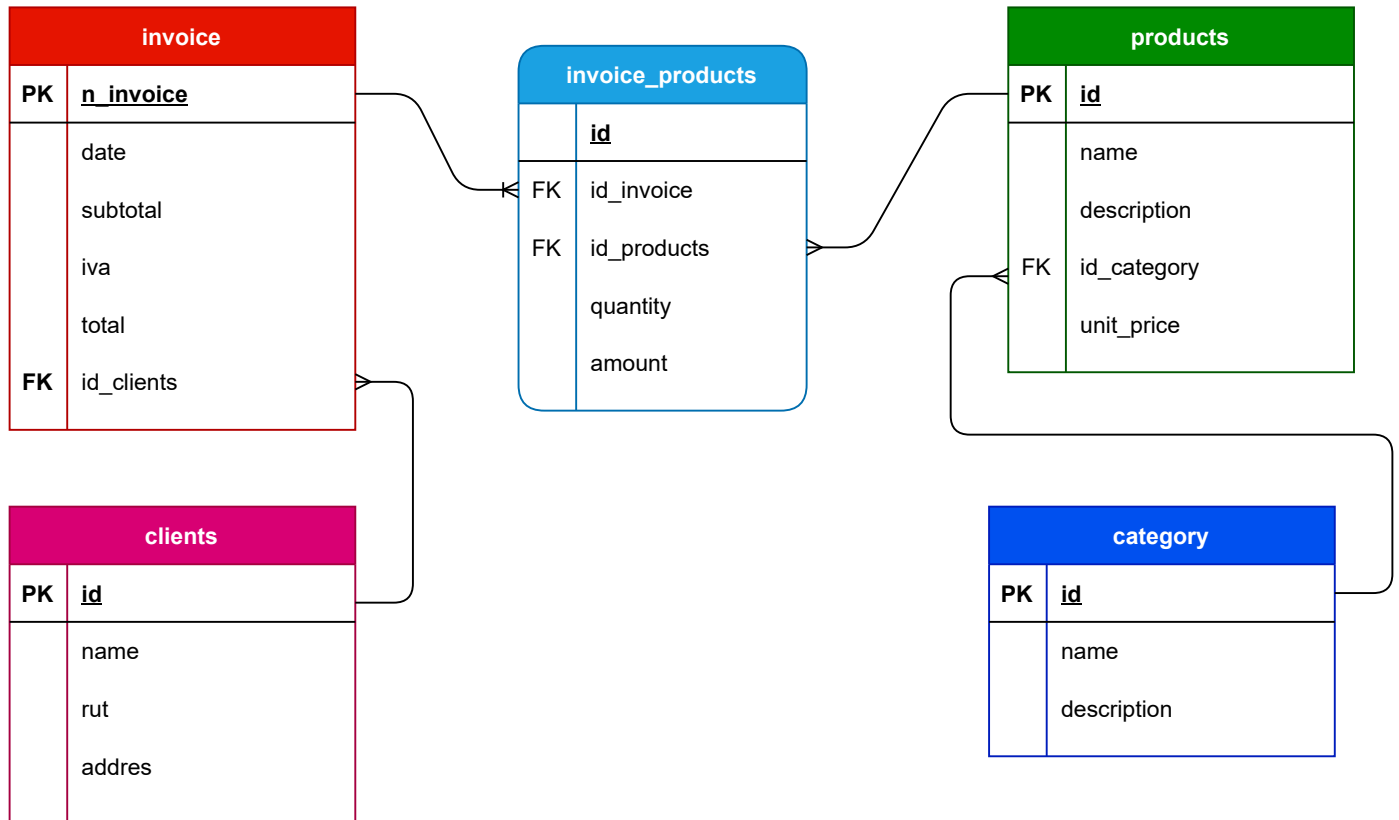 invoice
PK n_invoice
date
subtotal
iva
total
FK id_clients
invoice_products
id
FK id_invoice
FK id_products
quantity
amount
products
PK id
name
description
FK id_category
unit_price
clients
PK id
name
rut
addres
category
PK id
name
description